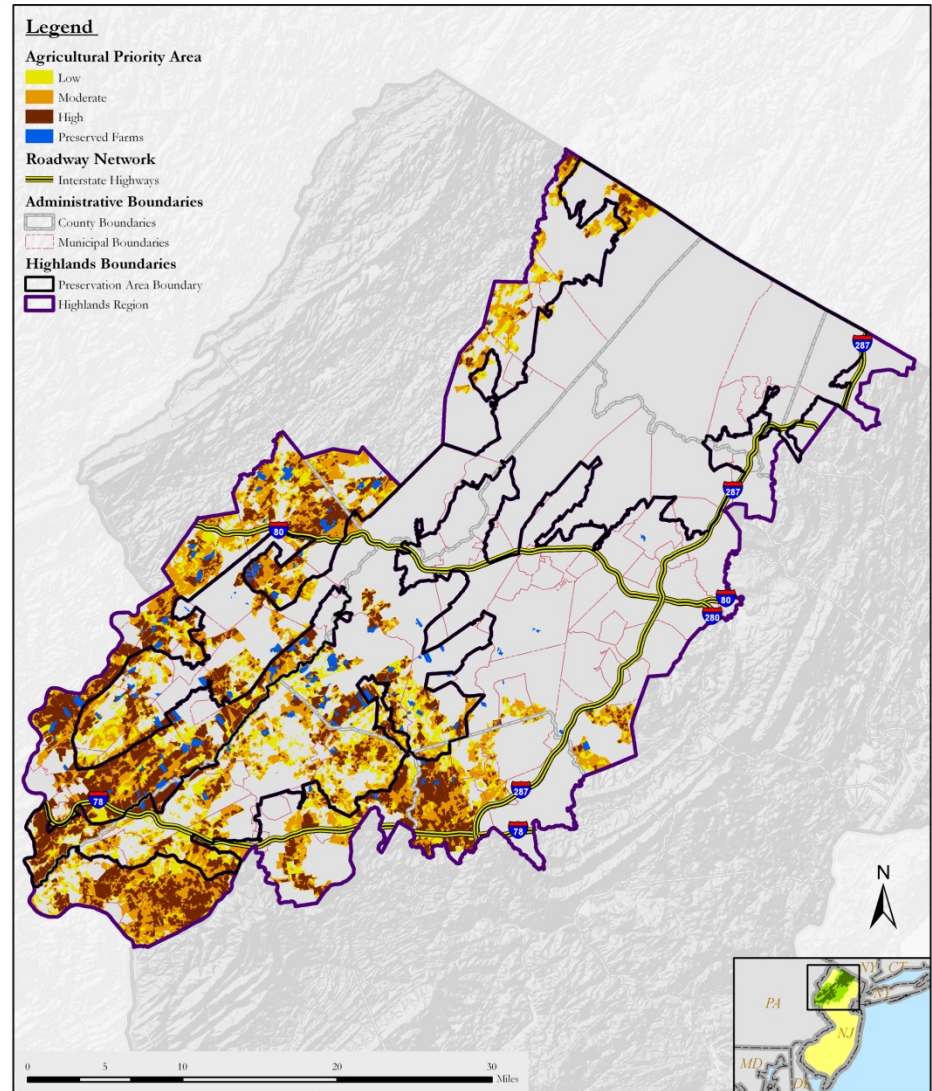 Legend
Agricultural Priority Area
Low
Moderate
High
Preserved Farms
Roadway Network
Interstate Highways
Administrative Boundaries
County Boundaries
Municipal Boundaries
Highlands Boundaries
Preservation Area Boundary
Highlands Region
287
287
80
80
280
287
78
78
N
NY
CT
NY
PA
NJ
MD
DE
0 5 10 20 30
Miles